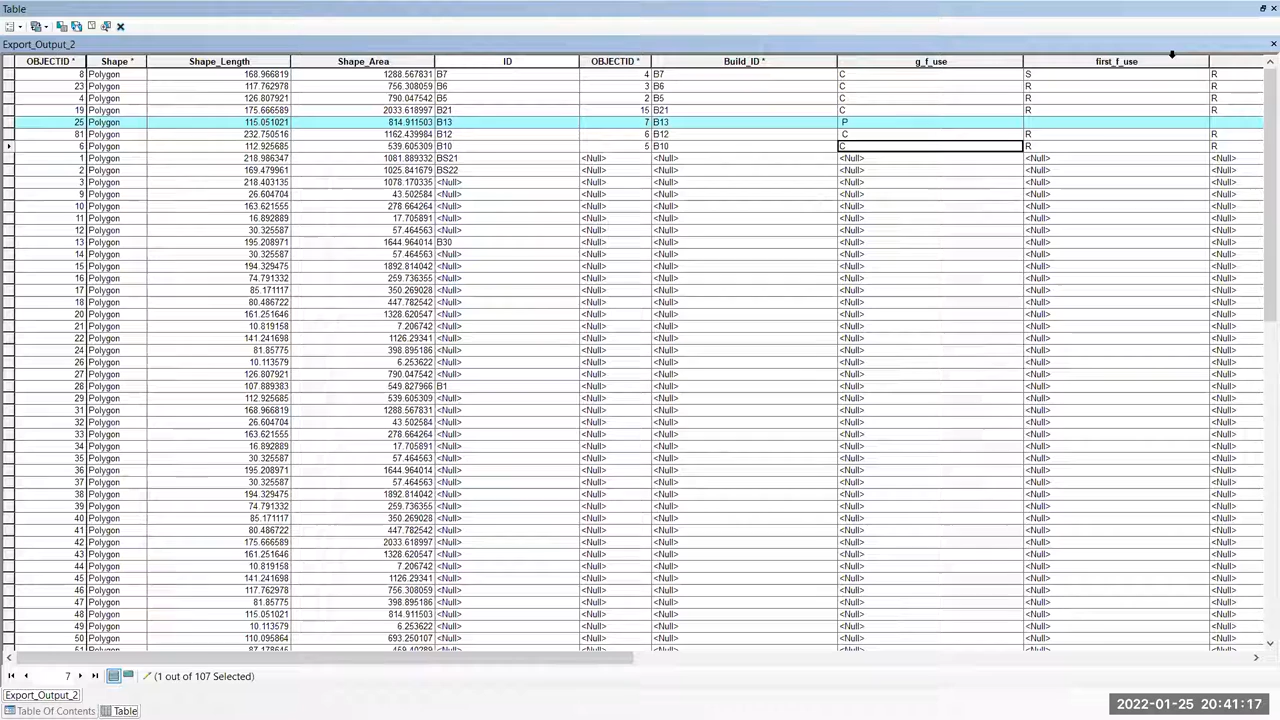 Table
Export_Output_2
OBJECTID * Shape * Shape_Length Shape_Area ID OBJECTID * Build_ID * g_f_use first_f_use
8 Polygon 168.966819 1288.567831 B7 4 B7 C S R
23 Polygon 117.762978 756.308059 B6 3 B6 C R R
4 Polygon 126.807921 790.047542 B5 2 B5 C R R
19 Polygon 175.666589 2033.618997 B21 15 B21 C R R
25 Polygon 115.051021 814.911503 B13 7 B13 P
81 Polygon 232.750516 1162.439984 B12 6 B12 C R R
6 Polygon 112.925685 539.605309 B10 5 B10 C R R
1 Polygon 218.986347 1081.889332 BS21 <Null> <Null> <Null> <Null> <Null>
2 Polygon 169.479961 1025.841679 BS22 <Null> <Null> <Null> <Null> <Null>
3 Polygon 218.403135 1078.170335 <Null> <Null> <Null> <Null> <Null> <Null>
9 Polygon 26.604704 43.502584 <Null> <Null> <Null> <Null> <Null> <Null>
10 Polygon 163.621555 278.664264 <Null> <Null> <Null> <Null> <Null> <Null>
11 Polygon 16.892889 17.705891 <Null> <Null> <Null> <Null> <Null> <Null>
12 Polygon 30.325587 57.464563 <Null> <Null> <Null> <Null> <Null> <Null>
13 Polygon 195.208971 1644.964014 B30 <Null> <Null> <Null> <Null> <Null>
14 Polygon 30.325587 57.464563 <Null> <Null> <Null> <Null> <Null> <Null>
15 Polygon 194.329475 1892.814042 <Null> <Null> <Null> <Null> <Null> <Null>
16 Polygon 74.791332 259.736355 <Null> <Null> <Null> <Null> <Null> <Null>
17 Polygon 85.171117 350.269028 <Null> <Null> <Null> <Null> <Null> <Null>
18 Polygon 80.486722 447.782542 <Null> <Null> <Null> <Null> <Null> <Null>
20 Polygon 161.251646 1328.620547 <Null> <Null> <Null> <Null> <Null> <Null>
21 Polygon 10.819158 7.206742 <Null> <Null> <Null> <Null> <Null> <Null>
22 Polygon 141.241698 1126.29341 <Null> <Null> <Null> <Null> <Null> <Null>
24 Polygon 81.85775 398.895186 <Null> <Null> <Null> <Null> <Null> <Null>
26 Polygon 10.113579 6.253622 <Null> <Null> <Null> <Null> <Null> <Null>
27 Polygon 126.807921 790.047542 <Null> <Null> <Null> <Null> <Null> <Null>
28 Polygon 107.889383 549.827966 B1 <Null> <Null> <Null> <Null> <Null>
29 Polygon 112.925685 539.605309 <Null> <Null> <Null> <Null> <Null> <Null>
31 Polygon 168.966819 1288.567831 <Null> <Null> <Null> <Null> <Null> <Null>
32 Polygon 26.604704 43.502584 <Null> <Null> <Null> <Null> <Null> <Null>
33 Polygon 163.621555 278.664264 <Null> <Null> <Null> <Null> <Null> <Null>
34 Polygon 16.892889 17.705891 <Null> <Null> <Null> <Null> <Null> <Null>
35 Polygon 30.325587 57.464563 <Null> <Null> <Null> <Null> <Null> <Null>
36 Polygon 195.208971 1644.964014 <Null> <Null> <Null> <Null> <Null> <Null>
37 Polygon 30.325587 57.464563 <Null> <Null> <Null> <Null> <Null> <Null>
38 Polygon 194.329475 1892.814042 <Null> <Null> <Null> <Null> <Null> <Null>
39 Polygon 74.791332 259.736355 <Null> <Null> <Null> <Null> <Null> <Null>
40 Polygon 85.171117 350.269028 <Null> <Null> <Null> <Null> <Null> <Null>
41 Polygon 80.486722 447.782542 <Null> <Null> <Null> <Null> <Null> <Null>
42 Polygon 175.666589 2033.618997 <Null> <Null> <Null> <Null> <Null> <Null>
43 Polygon 161.251646 1328.620547 <Null> <Null> <Null> <Null> <Null> <Null>
44 Polygon 10.819158 7.206742 <Null> <Null> <Null> <Null> <Null> <Null>
45 Polygon 141.241698 1126.29341 <Null> <Null> <Null> <Null> <Null> <Null>
46 Polygon 117.762978 756.308059 <Null> <Null> <Null> <Null> <Null> <Null>
47 Polygon 81.85775 398.895186 <Null> <Null> <Null> <Null> <Null> <Null>
48 Polygon 115.051021 814.911503 <Null> <Null> <Null> <Null> <Null> <Null>
49 Polygon 10.113579 6.253622 <Null> <Null> <Null> <Null> <Null> <Null>
50 Polygon 110.095864 693.250107 <Null> <Null> <Null> <Null> <Null> <Null>
7 (1 out of 107 Selected)
Export_Output_2
Table Of Contents Table
2022-01-25 20:41:17